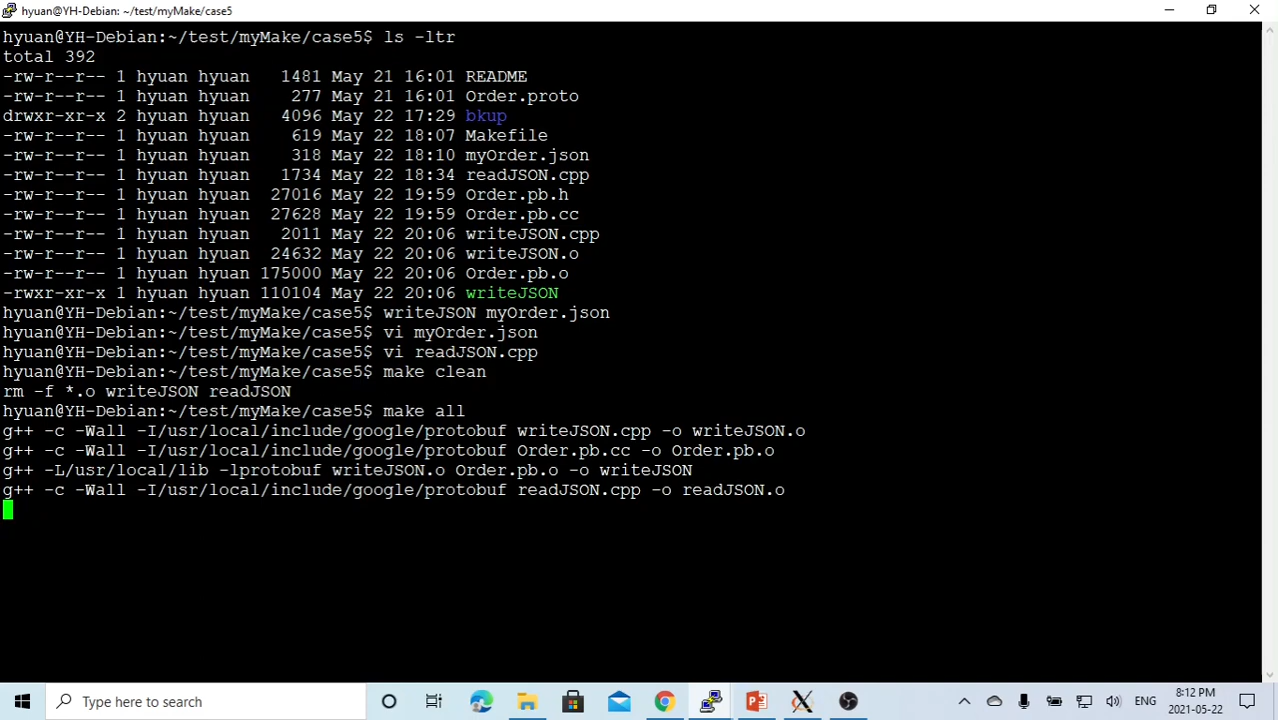 hyuan@YH-Debian: ~/test/myMake/case5
hyuan@YH-Debian:~/test/myMake/case5$ ls -ltr
total 392
-rw-r--r-- 1 hyuan hyuan   1481 May 21 16:01 README
-rw-r--r-- 1 hyuan hyuan    277 May 21 16:01 Order.proto
drwxr-xr-x 2 hyuan hyuan   4096 May 22 17:29 bkup
-rw-r--r-- 1 hyuan hyuan    619 May 22 18:07 Makefile
-rw-r--r-- 1 hyuan hyuan    318 May 22 18:10 myOrder.json
-rw-r--r-- 1 hyuan hyuan   1734 May 22 18:34 readJSON.cpp
-rw-r--r-- 1 hyuan hyuan  27016 May 22 19:59 Order.pb.h
-rw-r--r-- 1 hyuan hyuan  27628 May 22 19:59 Order.pb.cc
-rw-r--r-- 1 hyuan hyuan   2011 May 22 20:06 writeJSON.cpp
-rw-r--r-- 1 hyuan hyuan  24632 May 22 20:06 writeJSON.o
-rw-r--r-- 1 hyuan hyuan 175000 May 22 20:06 Order.pb.o
-rwxr-xr-x 1 hyuan hyuan 110104 May 22 20:06 writeJSON
hyuan@YH-Debian:~/test/myMake/case5$ writeJSON myOrder.json
hyuan@YH-Debian:~/test/myMake/case5$ vi myOrder.json
hyuan@YH-Debian:~/test/myMake/case5$ vi readJSON.cpp
hyuan@YH-Debian:~/test/myMake/case5$ make clean
rm -f *.o writeJSON readJSON
hyuan@YH-Debian:~/test/myMake/case5$ make all
g++ -c -Wall -I/usr/local/include/google/protobuf writeJSON.cpp -o writeJSON.o
g++ -c -Wall -I/usr/local/include/google/protobuf Order.pb.cc -o Order.pb.o
g++ -L/usr/local/lib -lprotobuf writeJSON.o Order.pb.o -o writeJSON
g++ -c -Wall -I/usr/local/include/google/protobuf readJSON.cpp -o readJSON.o
Type here to search
ENG
8:12 PM
2021-05-22